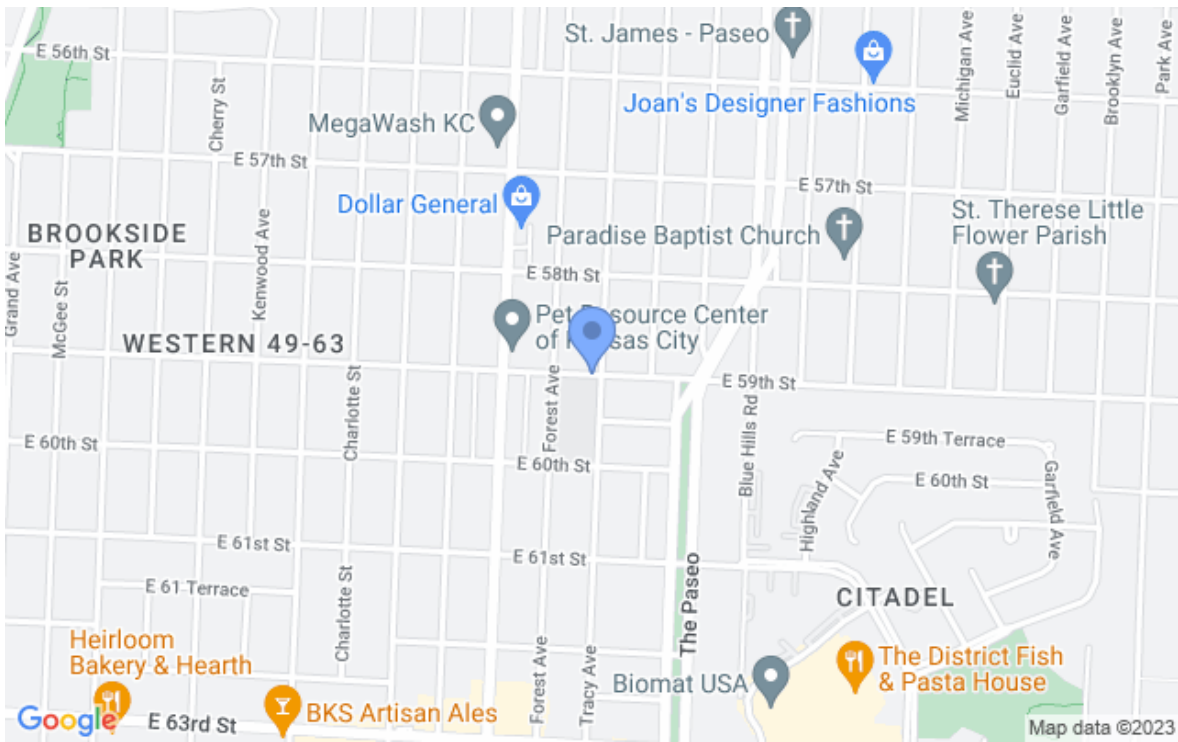 St. James - Paseo
E 56th St
Cherry St
Joan's Designer Fashions
Michigan Ave
Euclid Ave
Garfield Ave
Brooklyn Ave
Park Ave
MegaWash KC
E 57th St
E 57th St
Dollar General
Kenwood Ave
BROOKSIDE
PARK
Paradise Baptist Church
St. Therese Little
Flower Parish
E 58th St
Grand Ave
McGee St
Pet Resource Center
of Kansas City
WESTERN 49-63
E 59th St
Charlotte St
Forest Ave
Blue Hills Rd
E 59th Terrace
E 60th St
E 60th St
E 60th St
Highland Ave
Garfield Ave
E 61st St
E 61st St
The Paseo
E 61 Terrace
Charlotte St
CITADEL
Heirloom
Bakery & Hearth
Forest Ave
Tracy Ave
Biomat USA
The District Fish
& Pasta House
BKS Artisan Ales
Google
E 63rd St
Map data ©2023